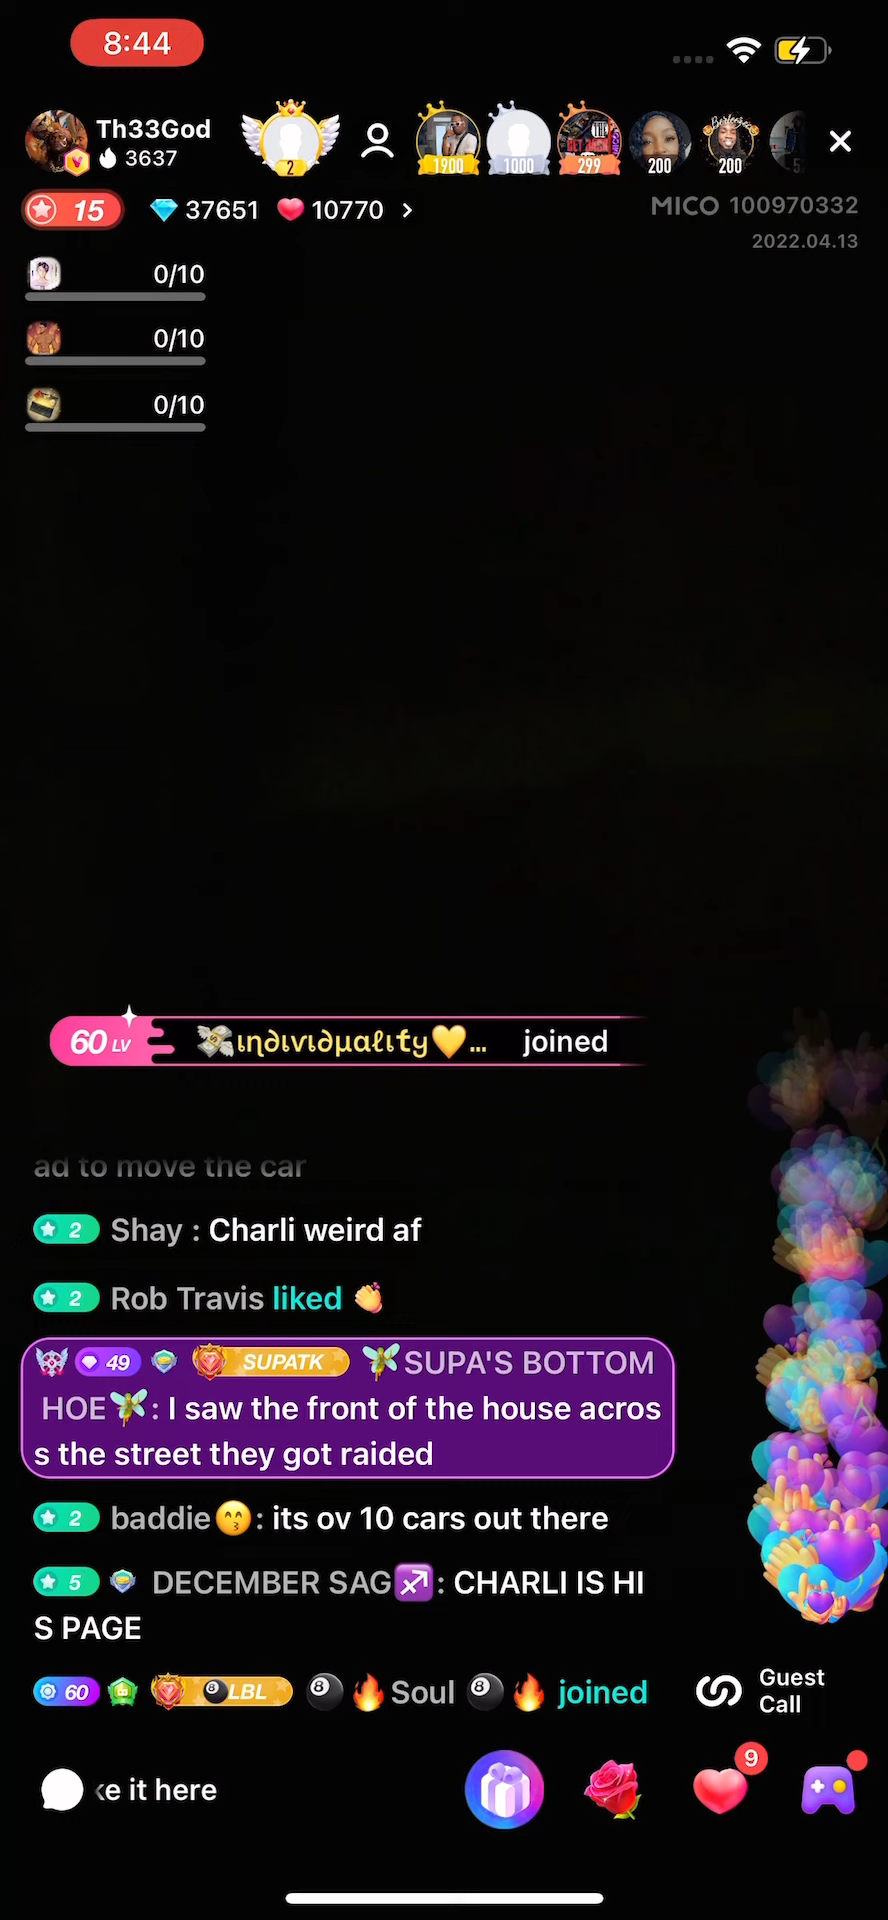 8:44
Th33God
3637
2
1900
1000
299
200
200
15
37651
10770
MICO 100970332
2022.04.13
0/10
0/10
0/10
60 LV
💸ιη∂ινι∂µαℓιţy💛... joined
ad to move the car
2 Shay : Charli weird af
2 Rob Travis liked 👏
49 SUPATK SUPA'S BOTTOM
HOE : I saw the front of the house acros
s the street they got raided
2 baddie😙: its ov 10 cars out there
5 DECEMBER SAG♐: CHARLI IS HI
S PAGE
60 🎱LBL 🎱🔥Soul🎱🔥 joined
Guest
Call
e it here
9